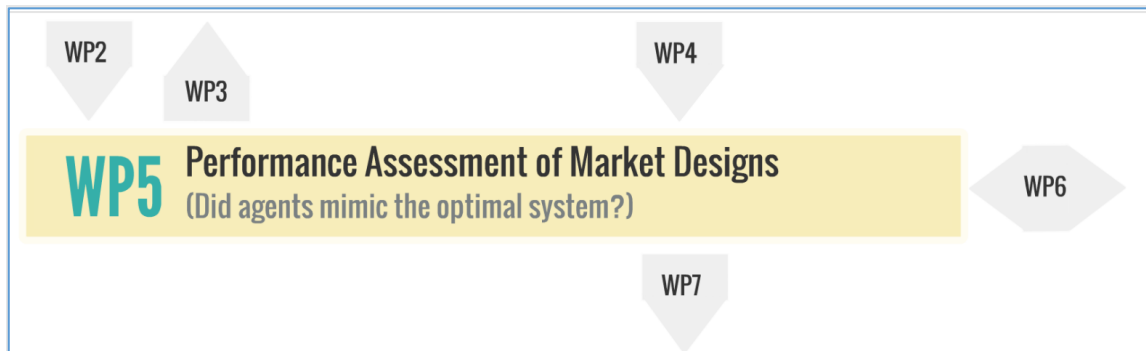 WP2
WP4
WP3
WP5
Performance Assessment of Market Designs
(Did agents mimic the optimal system?)
WP6
WP7